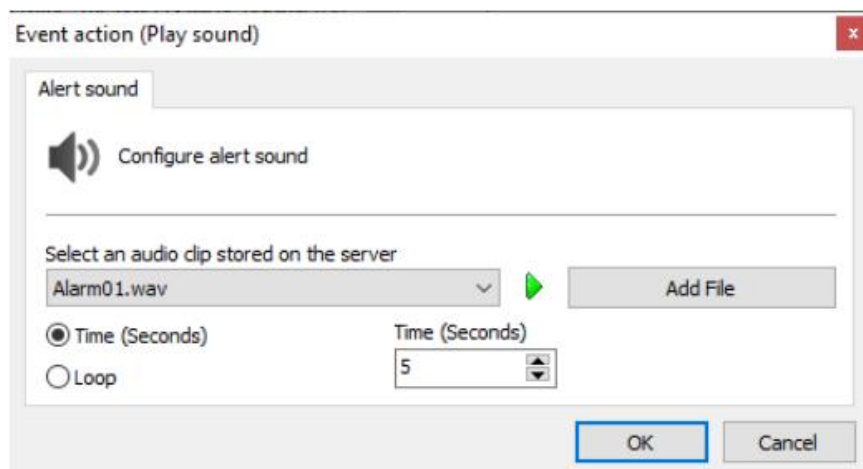 Event action (Play sound)
x
Alert sound
Configure alert sound
Select an audio clip stored on the server
Alarm01.wav
Add File
Time (Seconds)
Time (Seconds)
Loop
5
OK
Cancel